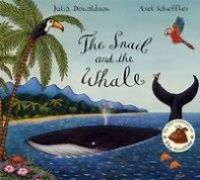 Julia Donaldson Axel Scheffler
The Snail
and the
Whale